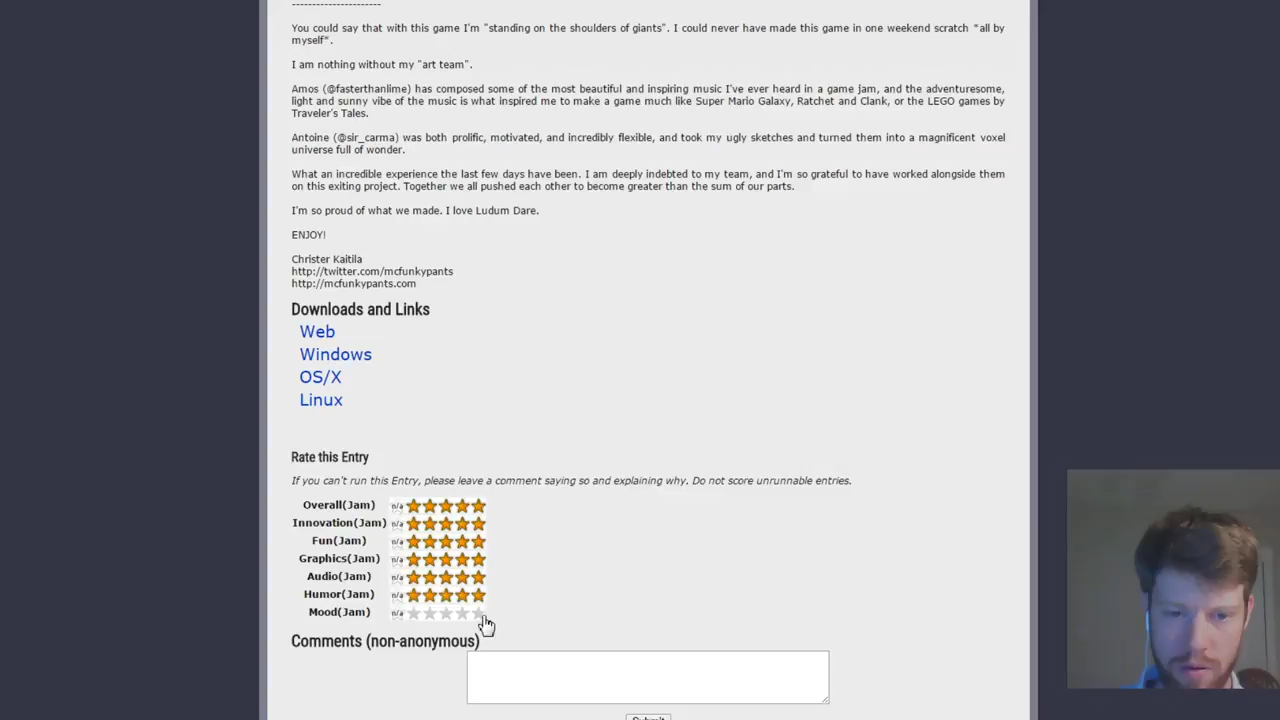 ----------------------
You could say that with this game I'm "standing on the shoulders of giants". I could never have made this game in one weekend scratch *all by
myself*.
I am nothing without my "art team".
Amos (@fasterthanlime) has composed some of the most beautiful and inspiring music I've ever heard in a game jam, and the adventuresome,
light and sunny vibe of the music is what inspired me to make a game much like Super Mario Galaxy, Ratchet and Clank, or the LEGO games by
Traveler's Tales.
Antoine (@sir_carma) was both prolific, motivated, and incredibly flexible, and took my ugly sketches and turned them into a magnificent voxel
universe full of wonder.
What an incredible experience the last few days have been. I am deeply indebted to my team, and I'm so grateful to have worked alongside them
on this exiting project. Together we all pushed each other to become greater than the sum of our parts.
I'm so proud of what we made. I love Ludum Dare.
ENJOY!
Christer Kaitila
http://twitter.com/mcfunkypants
http://mcfunkypants.com
Downloads and Links
Web
Windows
OS/X
Linux
Rate this Entry
If you can't run this Entry, please leave a comment saying so and explaining why. Do not score unrunnable entries.
Overall(Jam) n/a
Innovation(Jam) n/a
Fun(Jam) n/a
Graphics(Jam) n/a
Audio(Jam) n/a
Humor(Jam) n/a
Mood(Jam) n/a
Comments (non-anonymous)
Submit